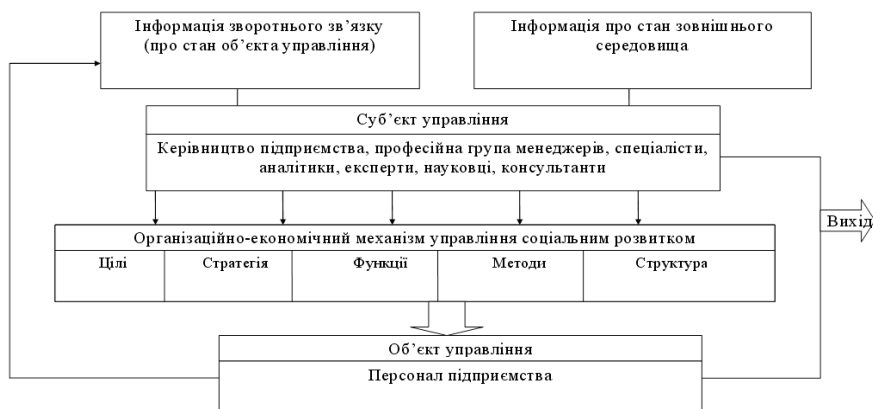 Інформація зворотнього зв’язку
(про стан об’єкта управління)
Інформація про стан зовнішнього
середовища
Суб’єкт управління
Керівництво підприємства, професійна група менеджерів, спеціалісти,
аналітики, експерти, науковці, консультанти
Вихід
Організаційно-економічний механізм управління соціальним розвитком
Цілі
Стратегія
Функції
Методи
Структура
Об’єкт управління
Персонал підприємства